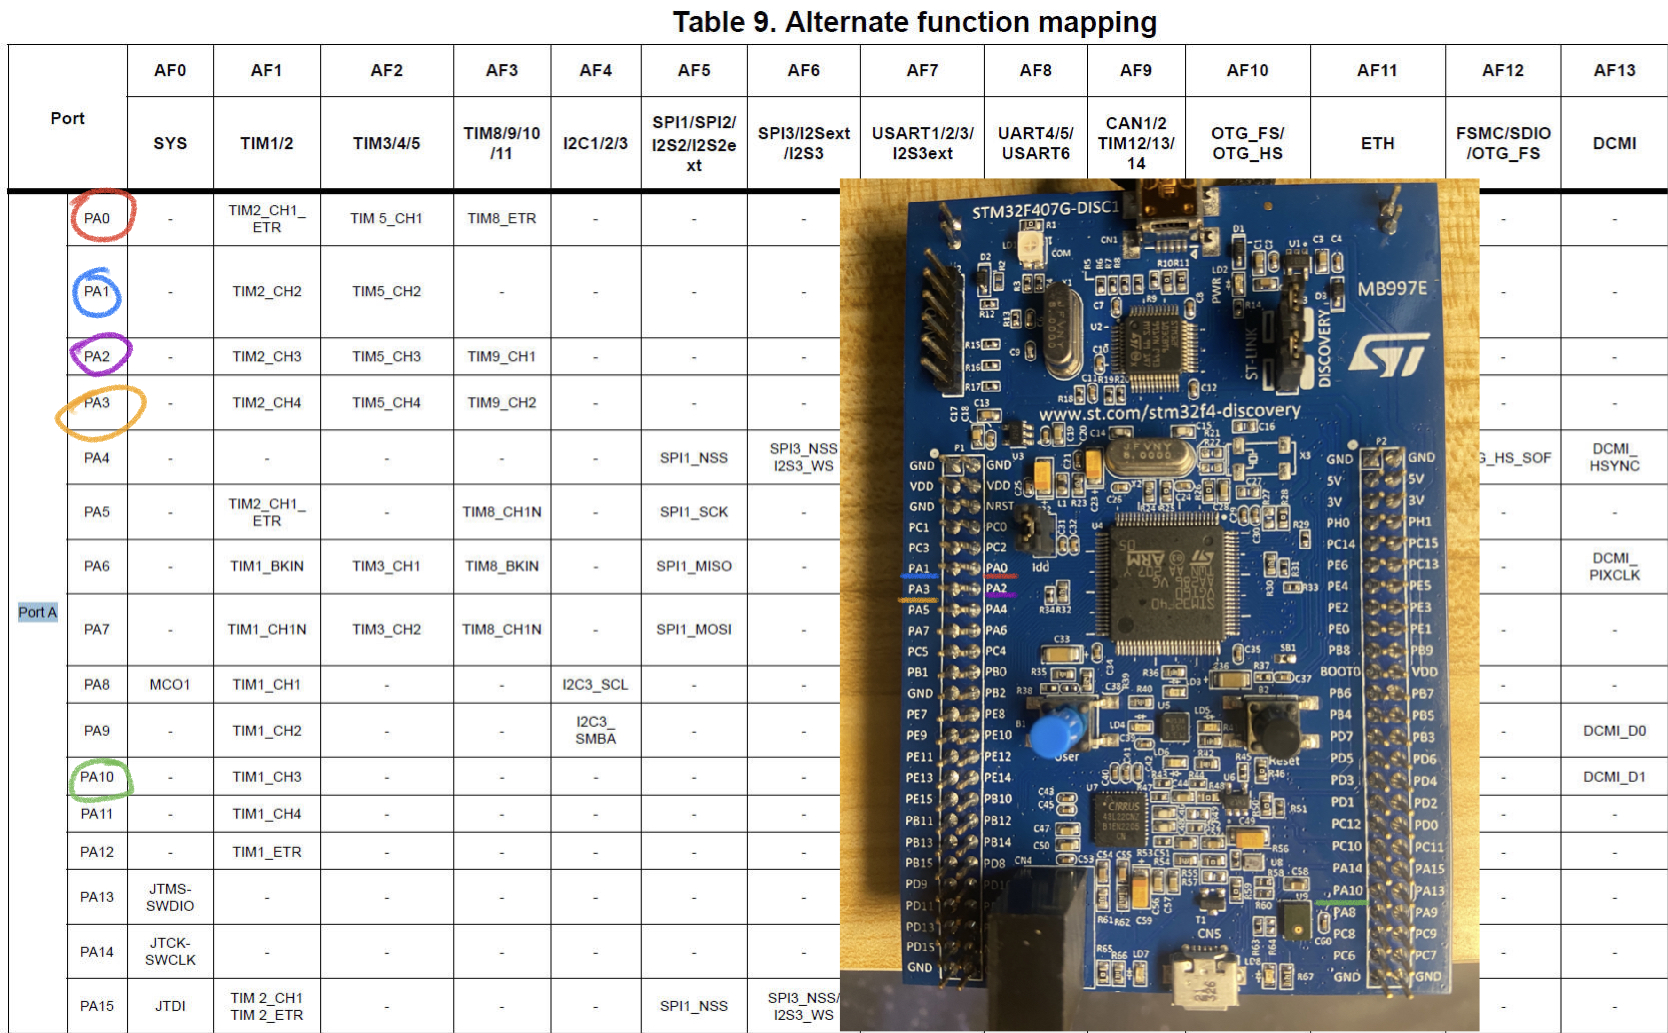 Table 9. Alternate function mapping
Port AF0 AF1 AF2 AF3 AF4 AF5 AF6 AF7 AF8 AF9 AF10 AF11 AF12 AF13
SYS TIM1/2 TIM3/4/5 TIM8/9/10/11 I2C1/2/3 SPI1/SPI2/I2S2/I2S2ext SPI3/I2Sext/I2S3 USART1/2/3/I2S3ext UART4/5/USART6 CAN1/2 TIM12/13/14 OTG_FS/OTG_HS ETH FSMC/SDIO/OTG_FS DCMI
Port A
PA0 - TIM2_CH1_ETR TIM 5_CH1 TIM8_ETR - - - - -
PA1 - TIM2_CH2 TIM5_CH2 - - - - - -
PA2 - TIM2_CH3 TIM5_CH3 TIM9_CH1 - - - - -
PA3 - TIM2_CH4 TIM5_CH4 TIM9_CH2 - - - - -
PA4 - - - - - SPI1_NSS SPI3_NSS I2S3_WS G_HS_SOF DCMI_HSYNC
PA5 - TIM2_CH1_ETR - TIM8_CH1N - SPI1_SCK - - -
PA6 - TIM1_BKIN TIM3_CH1 TIM8_BKIN - SPI1_MISO - - DCMI_PIXCLK
PA7 - TIM1_CH1N TIM3_CH2 TIM8_CH1N - SPI1_MOSI - - -
PA8 MCO1 TIM1_CH1 - - I2C3_SCL - - - -
PA9 - TIM1_CH2 - - I2C3_SMBA - - - DCMI_D0
PA10 - TIM1_CH3 - - - - - - DCMI_D1
PA11 - TIM1_CH4 - - - - - - -
PA12 - TIM1_ETR - - - - - - -
PA13 JTMS-SWDIO - - - - - - - -
PA14 JTCK-SWCLK - - - - - - - -
PA15 JTDI TIM 2_CH1 TIM 2_ETR - - - SPI1_NSS SPI3_NSS/I2S3_WS - -
STM32F407G-DISC1
MB997E
COM
PWR
ST-LINK
DISCOVERY
ST
www.st.com/stm32f4-discovery
P1
GND GND
VDD VDD
GND NRST
PC1 PC0
PC3 PC2
PA1 PA0
PA3 PA2
PA5 PA4
PA7 PA6
PC5 PC4
PB1 PB0
GND PB2
PE7 PE8
PE9 PE10
PE11 PE12
PE13 PE14
PE15 PB10
PB11 PB12
PB13 PB14
PB15 PD8
PD9
PD11
PD13
PD15
GND
Idd
ARM
User
Reset
CIRRUS
CN5
P2
GND GND
5V 5V
3V 3V
PH0 PH1
PC14 PC15
PE6 PC13
PE4 PE5
PE2 PE3
PE0 PE1
PB8 PB9
BOOT0 VDD
PB6 PB7
PB4 PB5
PD7 PB3
PD5 PD6
PD3 PD4
PD1 PD2
PC12 PD0
PC10 PC11
PA14 PA15
PA10 PA13
PA8 PA9
PC8 PC9
PC6 PC7
GND GND